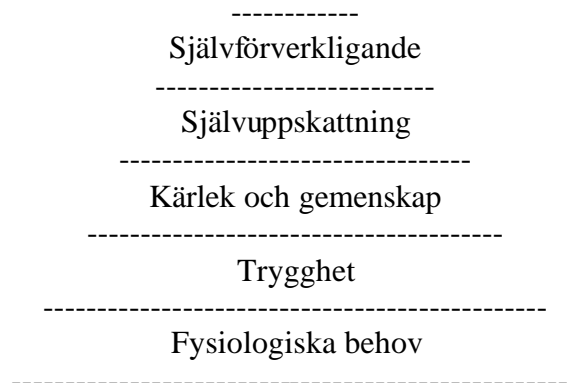 ------------
Självförverkligande
--------------------------
Självuppskattning
---------------------------------
Kärlek och gemenskap
---------------------------------------
Trygghet
-----------------------------------------------
Fysiologiska behov
-----------------------------------------------------